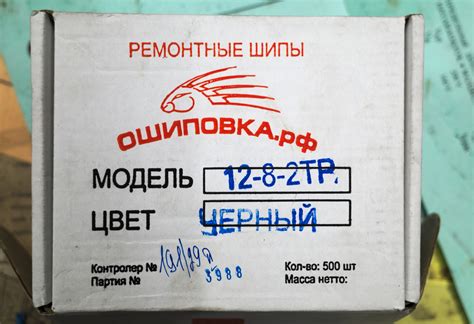 РЕМОНТНЫЕ ШИПЫ
ОШИПОВКА.РФ
МОДЕЛЬ 12-8-2ТР.
ЦВЕТ ЧЕРНЫЙ
Контролер № Кол-во: 500 шт
Партия № 3988 Масса нетто: